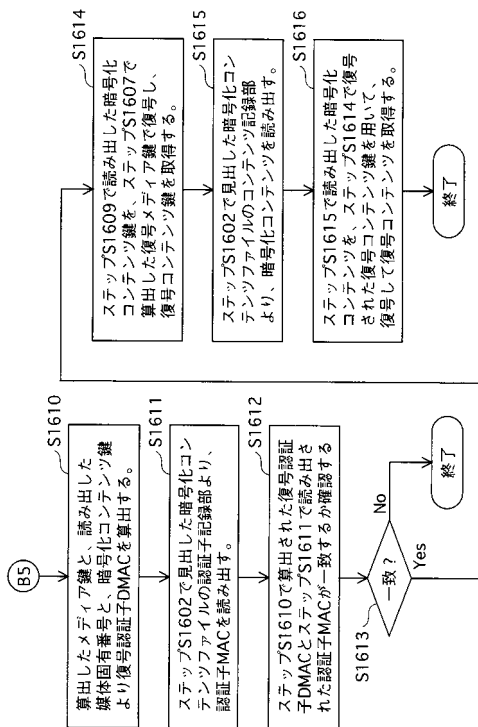 B5
S1610
算出したメディア鍵と、読み出した
媒体固有番号と、暗号化コンテンツ鍵
より復号認証子DMACを算出する。
S1611
ステップS1602で見出した暗号化コン
テンツファイルの認証子記録部より、
認証子MACを読み出す。
S1612
ステップS1610で算出された復号認証
子DMACとステップS1611で読み出さ
れた認証子MACが一致するか確認する
S1613
一致?
No
終了
Yes
S1614
ステップS1609で読み出した暗号化
コンテンツ鍵を、ステップS1607で
算出した復号メディア鍵で復号し、
復号コンテンツ鍵を取得する。
S1615
ステップS1602で見出した暗号化コン
テンツファイルのコンテンツ記録部
より、暗号化コンテンツを読み出す。
S1616
ステップS1615で読み出した暗号化
コンテンツを、ステップS1614で復号
された復号コンテンツ鍵を用いて、
復号して復号コンテンツを取得する。
終了